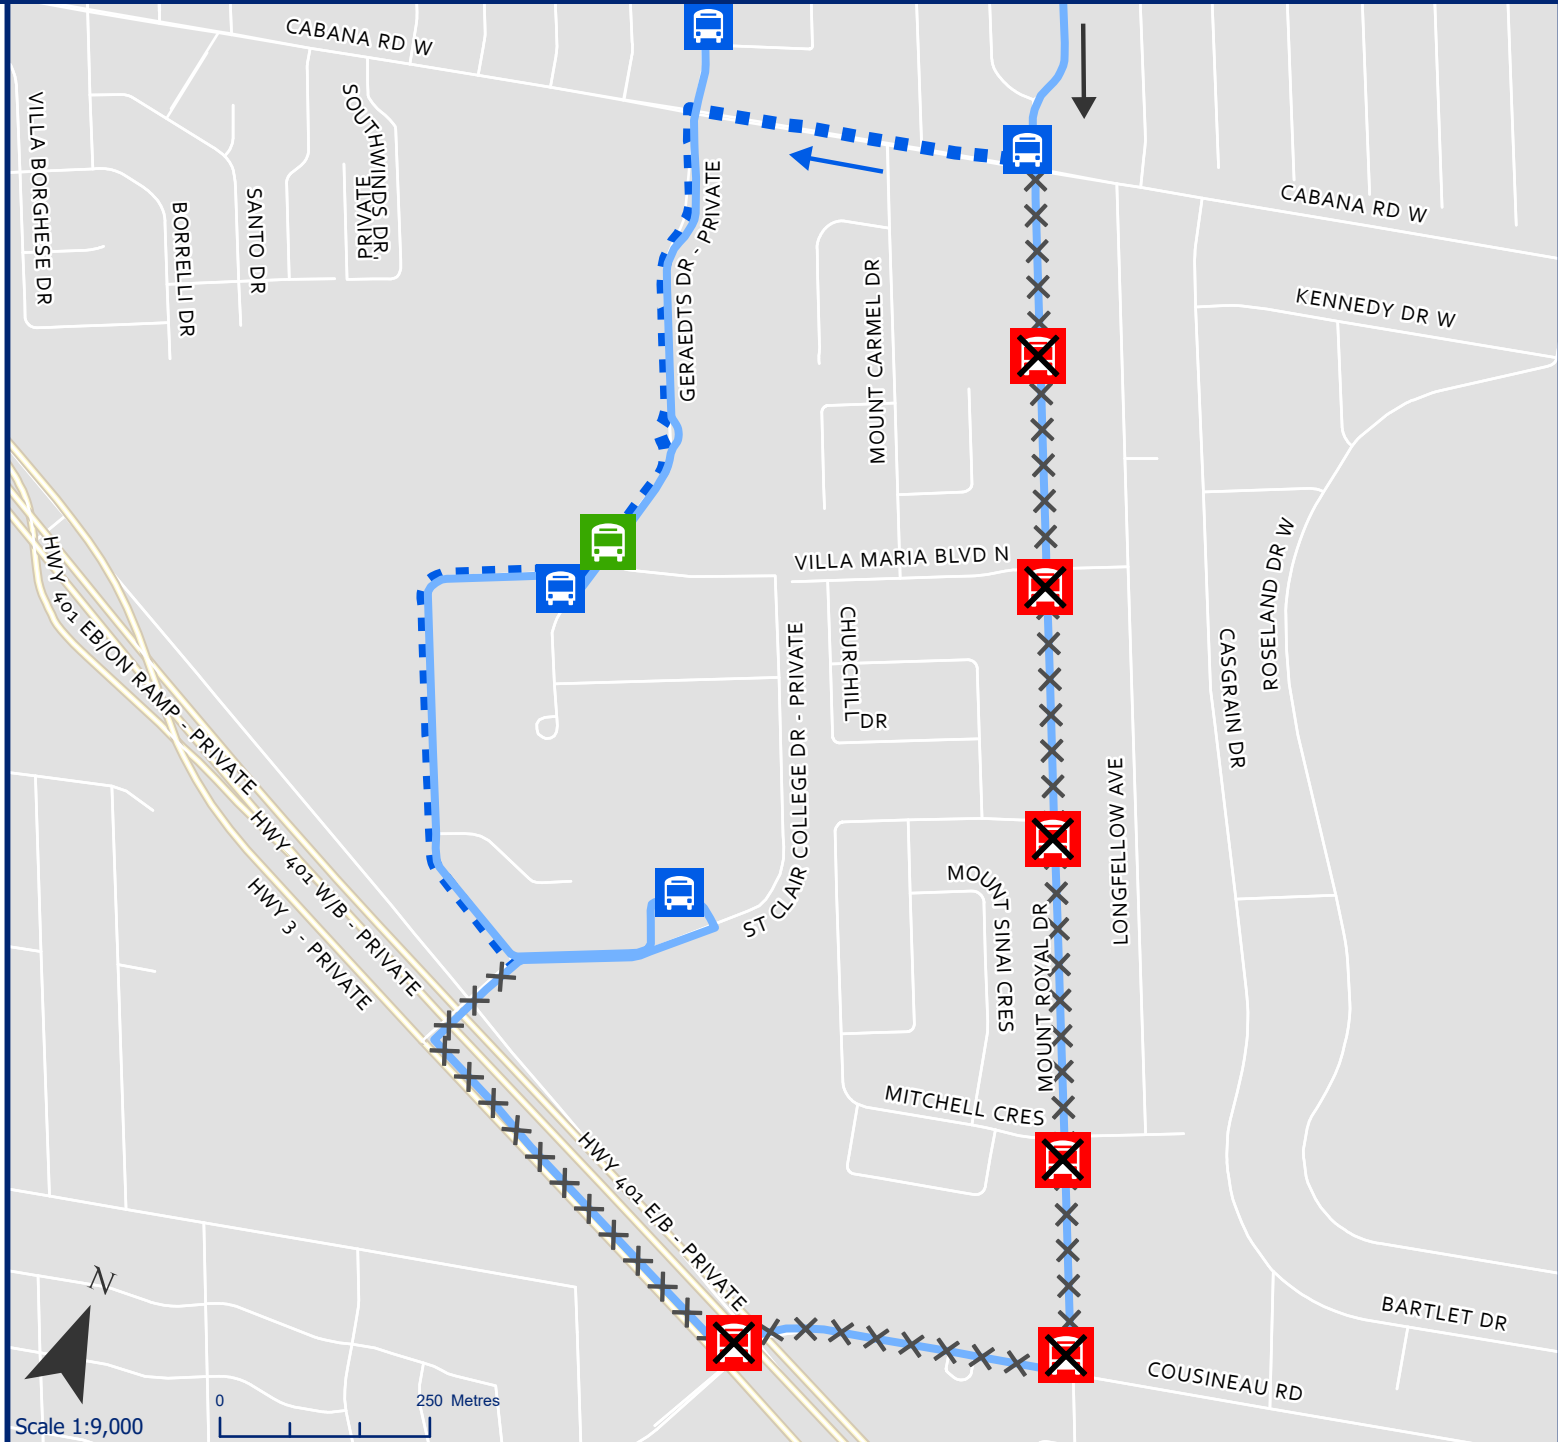 CABANA RD W
VILLA BORGHESE DR
SOUTHWINDS DR,
PRIVATE
BORRELLI DR
SANTO DR
GERAEDTS DR - PRIVATE
CABANA RD W
KENNEDY DR W
MOUNT CARMEL DR
VILLA MARIA BLVD N
ROSELAND DR W
HWY 401 EB/ON RAMP - PRIVATE
CHURCHILL
DR
CASGRAIN DR
ST CLAIR COLLEGE DR - PRIVATE
LONGFELLOW AVE
HWY 401 W/B - PRIVATE
HWY 3 - PRIVATE
MOUNT SINAI CRES
MOUNT ROYAL DR
MITCHELL CRES
HWY 401 E/B - PRIVATE
BARTLET DR
COUSINEAU RD
N
0 250 Metres
Scale 1:9,000